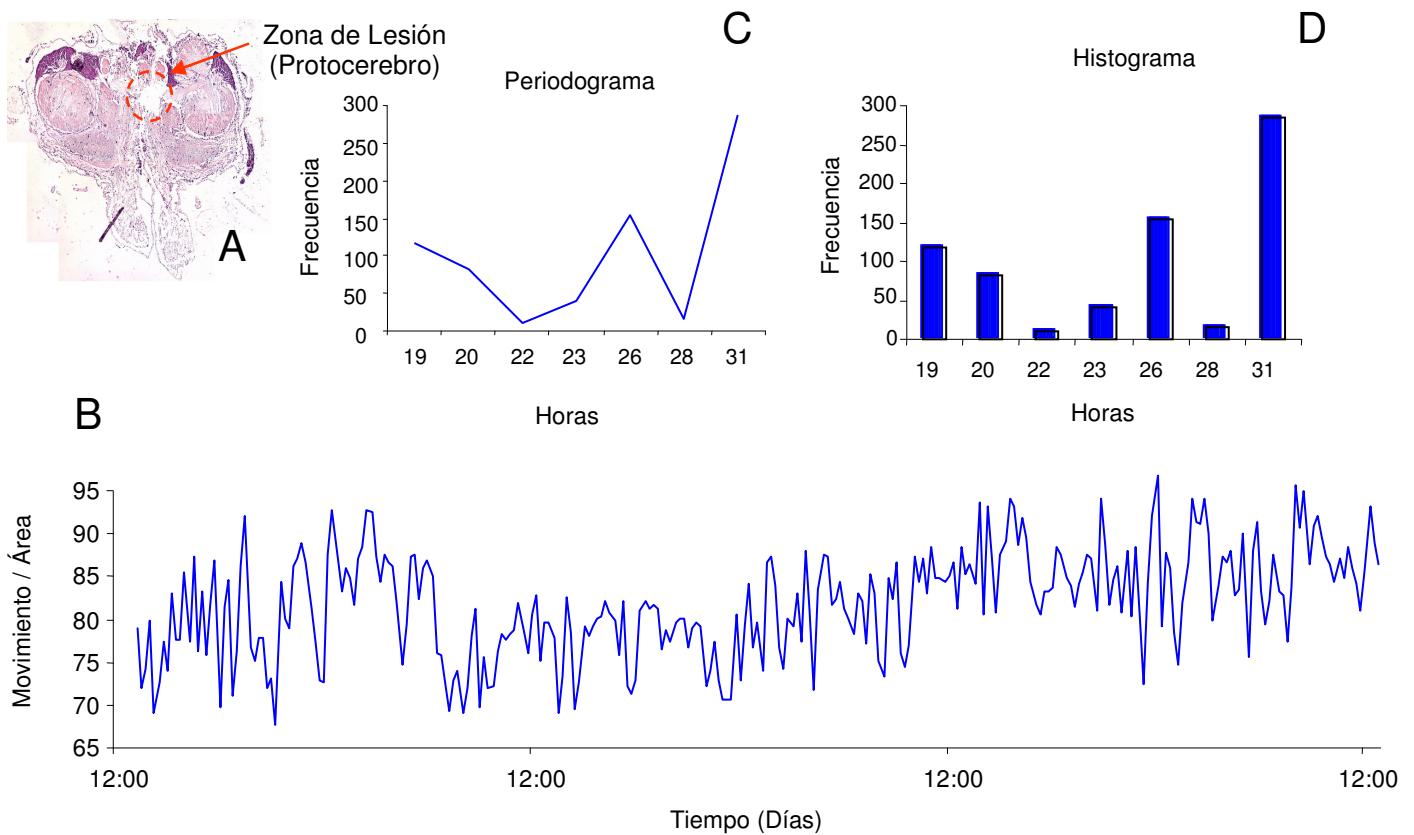 Zona de Lesión
(Protocerebro)
A
C
Periodograma
Frecuencia
300
250
200
150
100
50
0
19 20 22 23 26 28 31
Horas
D
Histograma
Frecuencia
300
250
200
150
100
50
0
19 20 22 23 26 28 31
Horas
B
Movimiento / Área
95
90
85
80
75
70
65
12:00 12:00 12:00 12:00
Tiempo (Días)